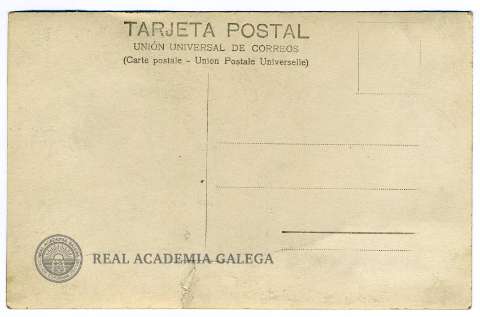 TARJETA POSTAL
UNIÓN UNIVERSAL DE CORREOS
(Carte postale - Union Postale Universelle)
REAL ACADEMIA GALEGA